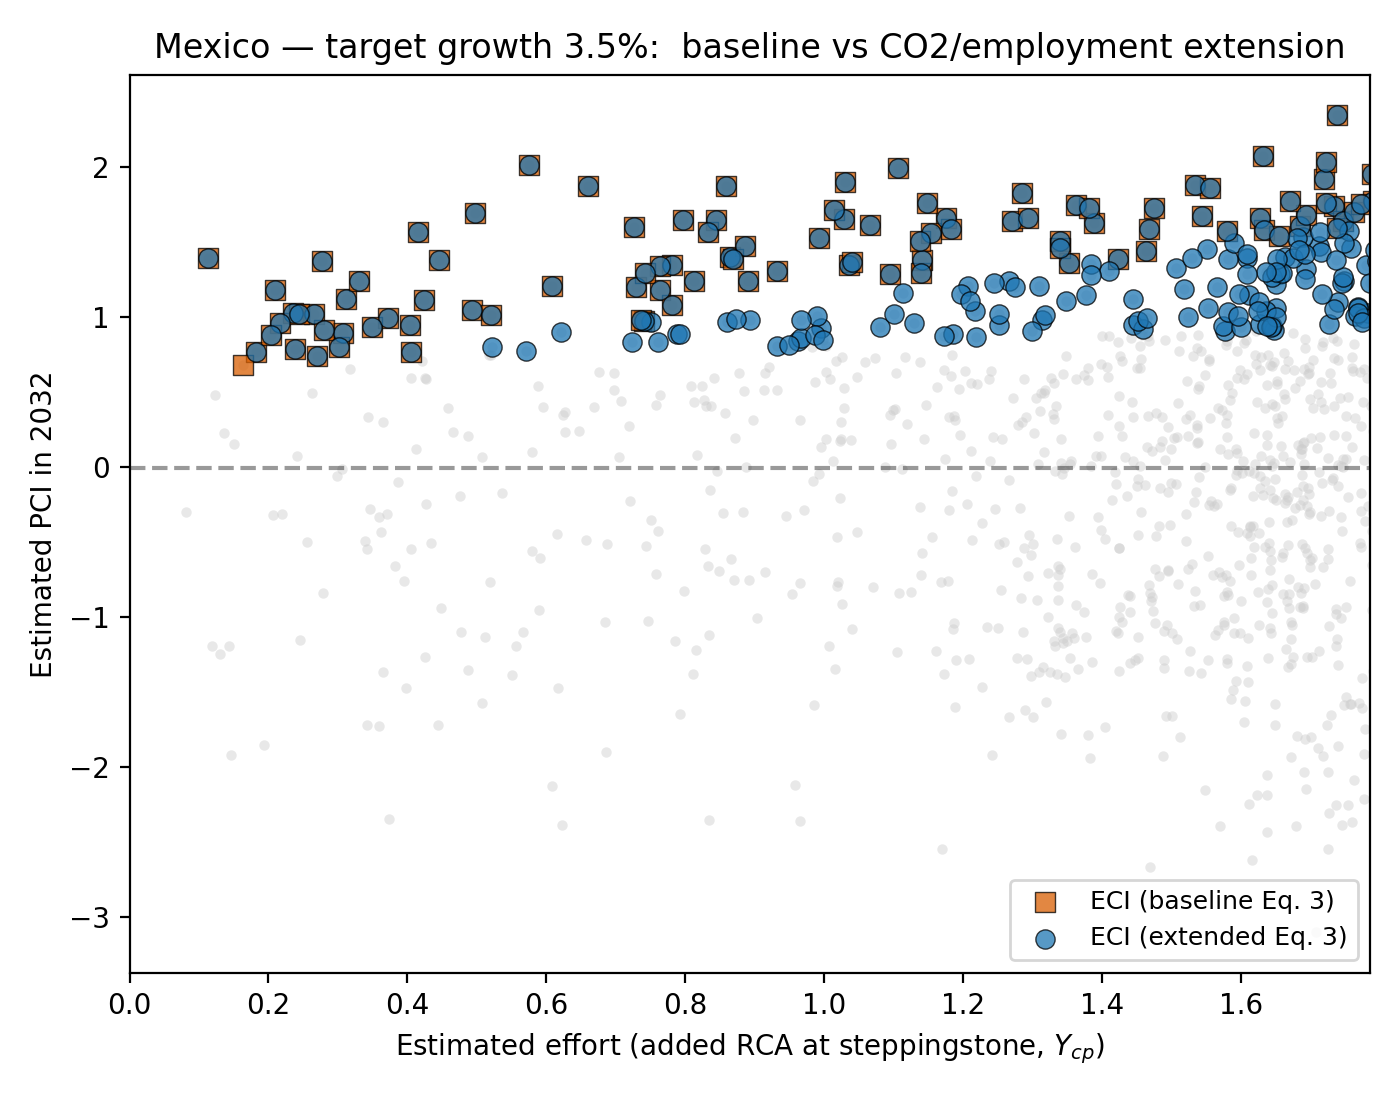 Mexico — target growth 3.5%:  baseline vs CO2/employment extension
Estimated PCI in 2032
2
1
0
−1
−2
−3
0.0 0.2 0.4 0.6 0.8 1.0 1.2 1.4 1.6
Estimated effort (added RCA at steppingstone, Y_cp)
ECI (baseline Eq. 3)
ECI (extended Eq. 3)